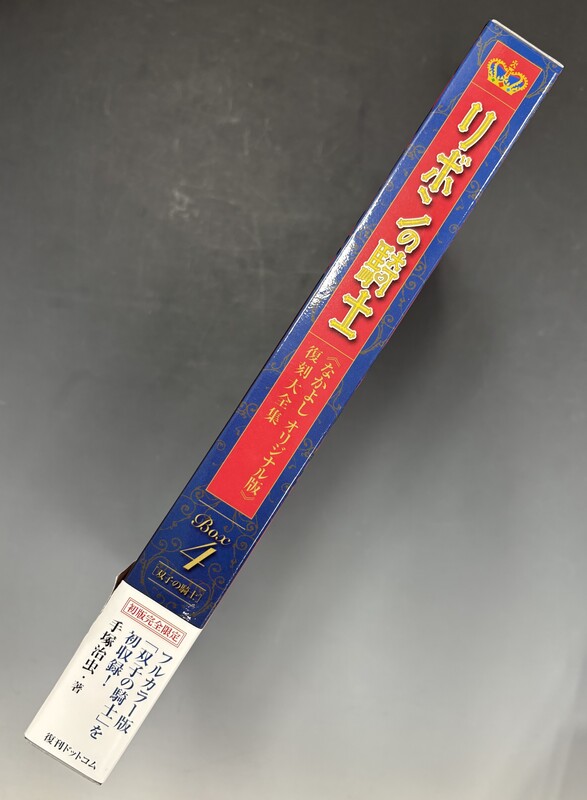 リボンの騎士
《なかよし オリジナル版》
復刻大全集
Box
4
双子の騎士
初版完全限定
フルカラー版
「双子の騎士」を
初収録!
手塚治虫・著
復刊ドットコム